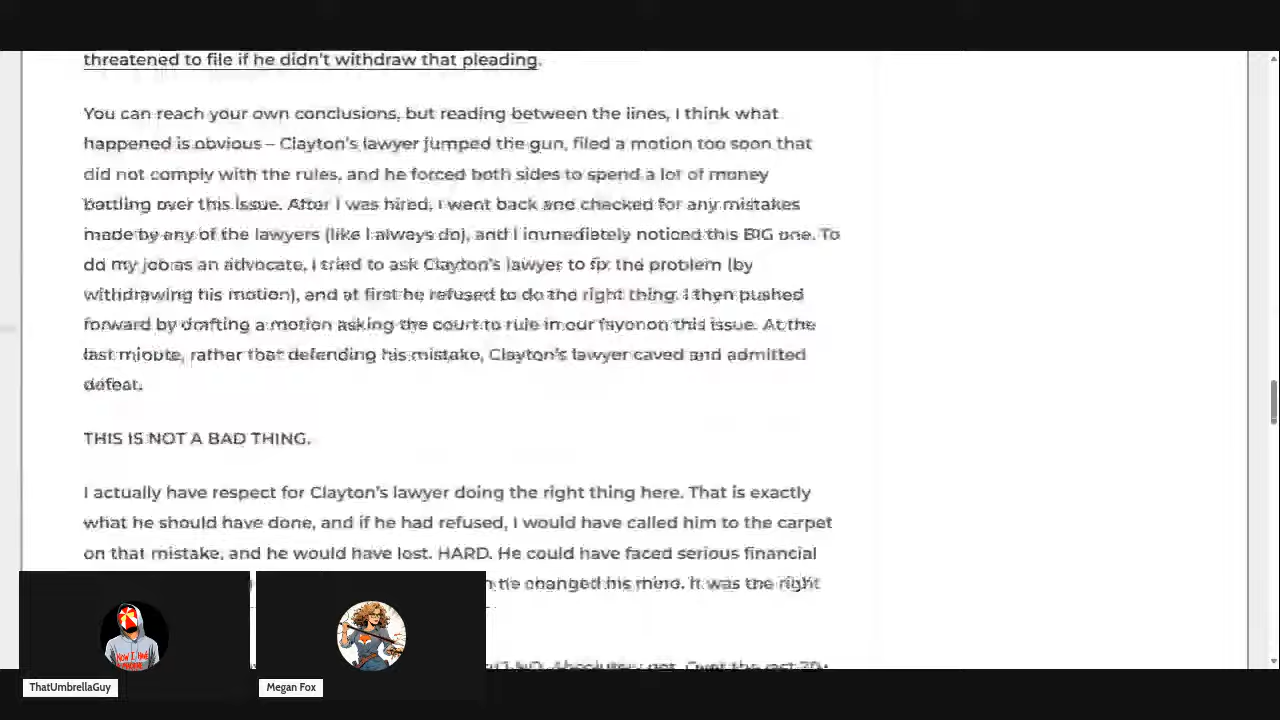 threatened to file if he didn't withdraw that pleading.
You can reach your own conclusions, but reading between the lines, I think what
happened is obvious – Clayton's lawyer jumped the gun, filed a motion too soon that
did not comply with the rules, and he forced both sides to spend a lot of money
battling over this issue. After I was hired, I went back and checked for any mistakes
made by any of the lawyers (like I always do), and I immediately noticed this BIG one. To
do my job as an advocate, I tried to ask Clayton's lawyer to fix the problem (by
withdrawing his motion), and at first he refused to do the right thing. I then pushed
forward by drafting a motion asking the court to rule in our favor on this issue. At the
last minute, rather that defending his mistake, Clayton's lawyer caved and admitted
defeat.
THIS IS NOT A BAD THING.
I actually have respect for Clayton's lawyer doing the right thing here. That is exactly
what he should have done, and if he had refused, I would have called him to the carpet
on that mistake, and he would have lost. HARD. He could have faced serious financial
he changed his mind. It was the right
NO. Absolutely not. Over the last 20+
NOW I HAVE
ThatUmbrellaGuy
Megan Fox